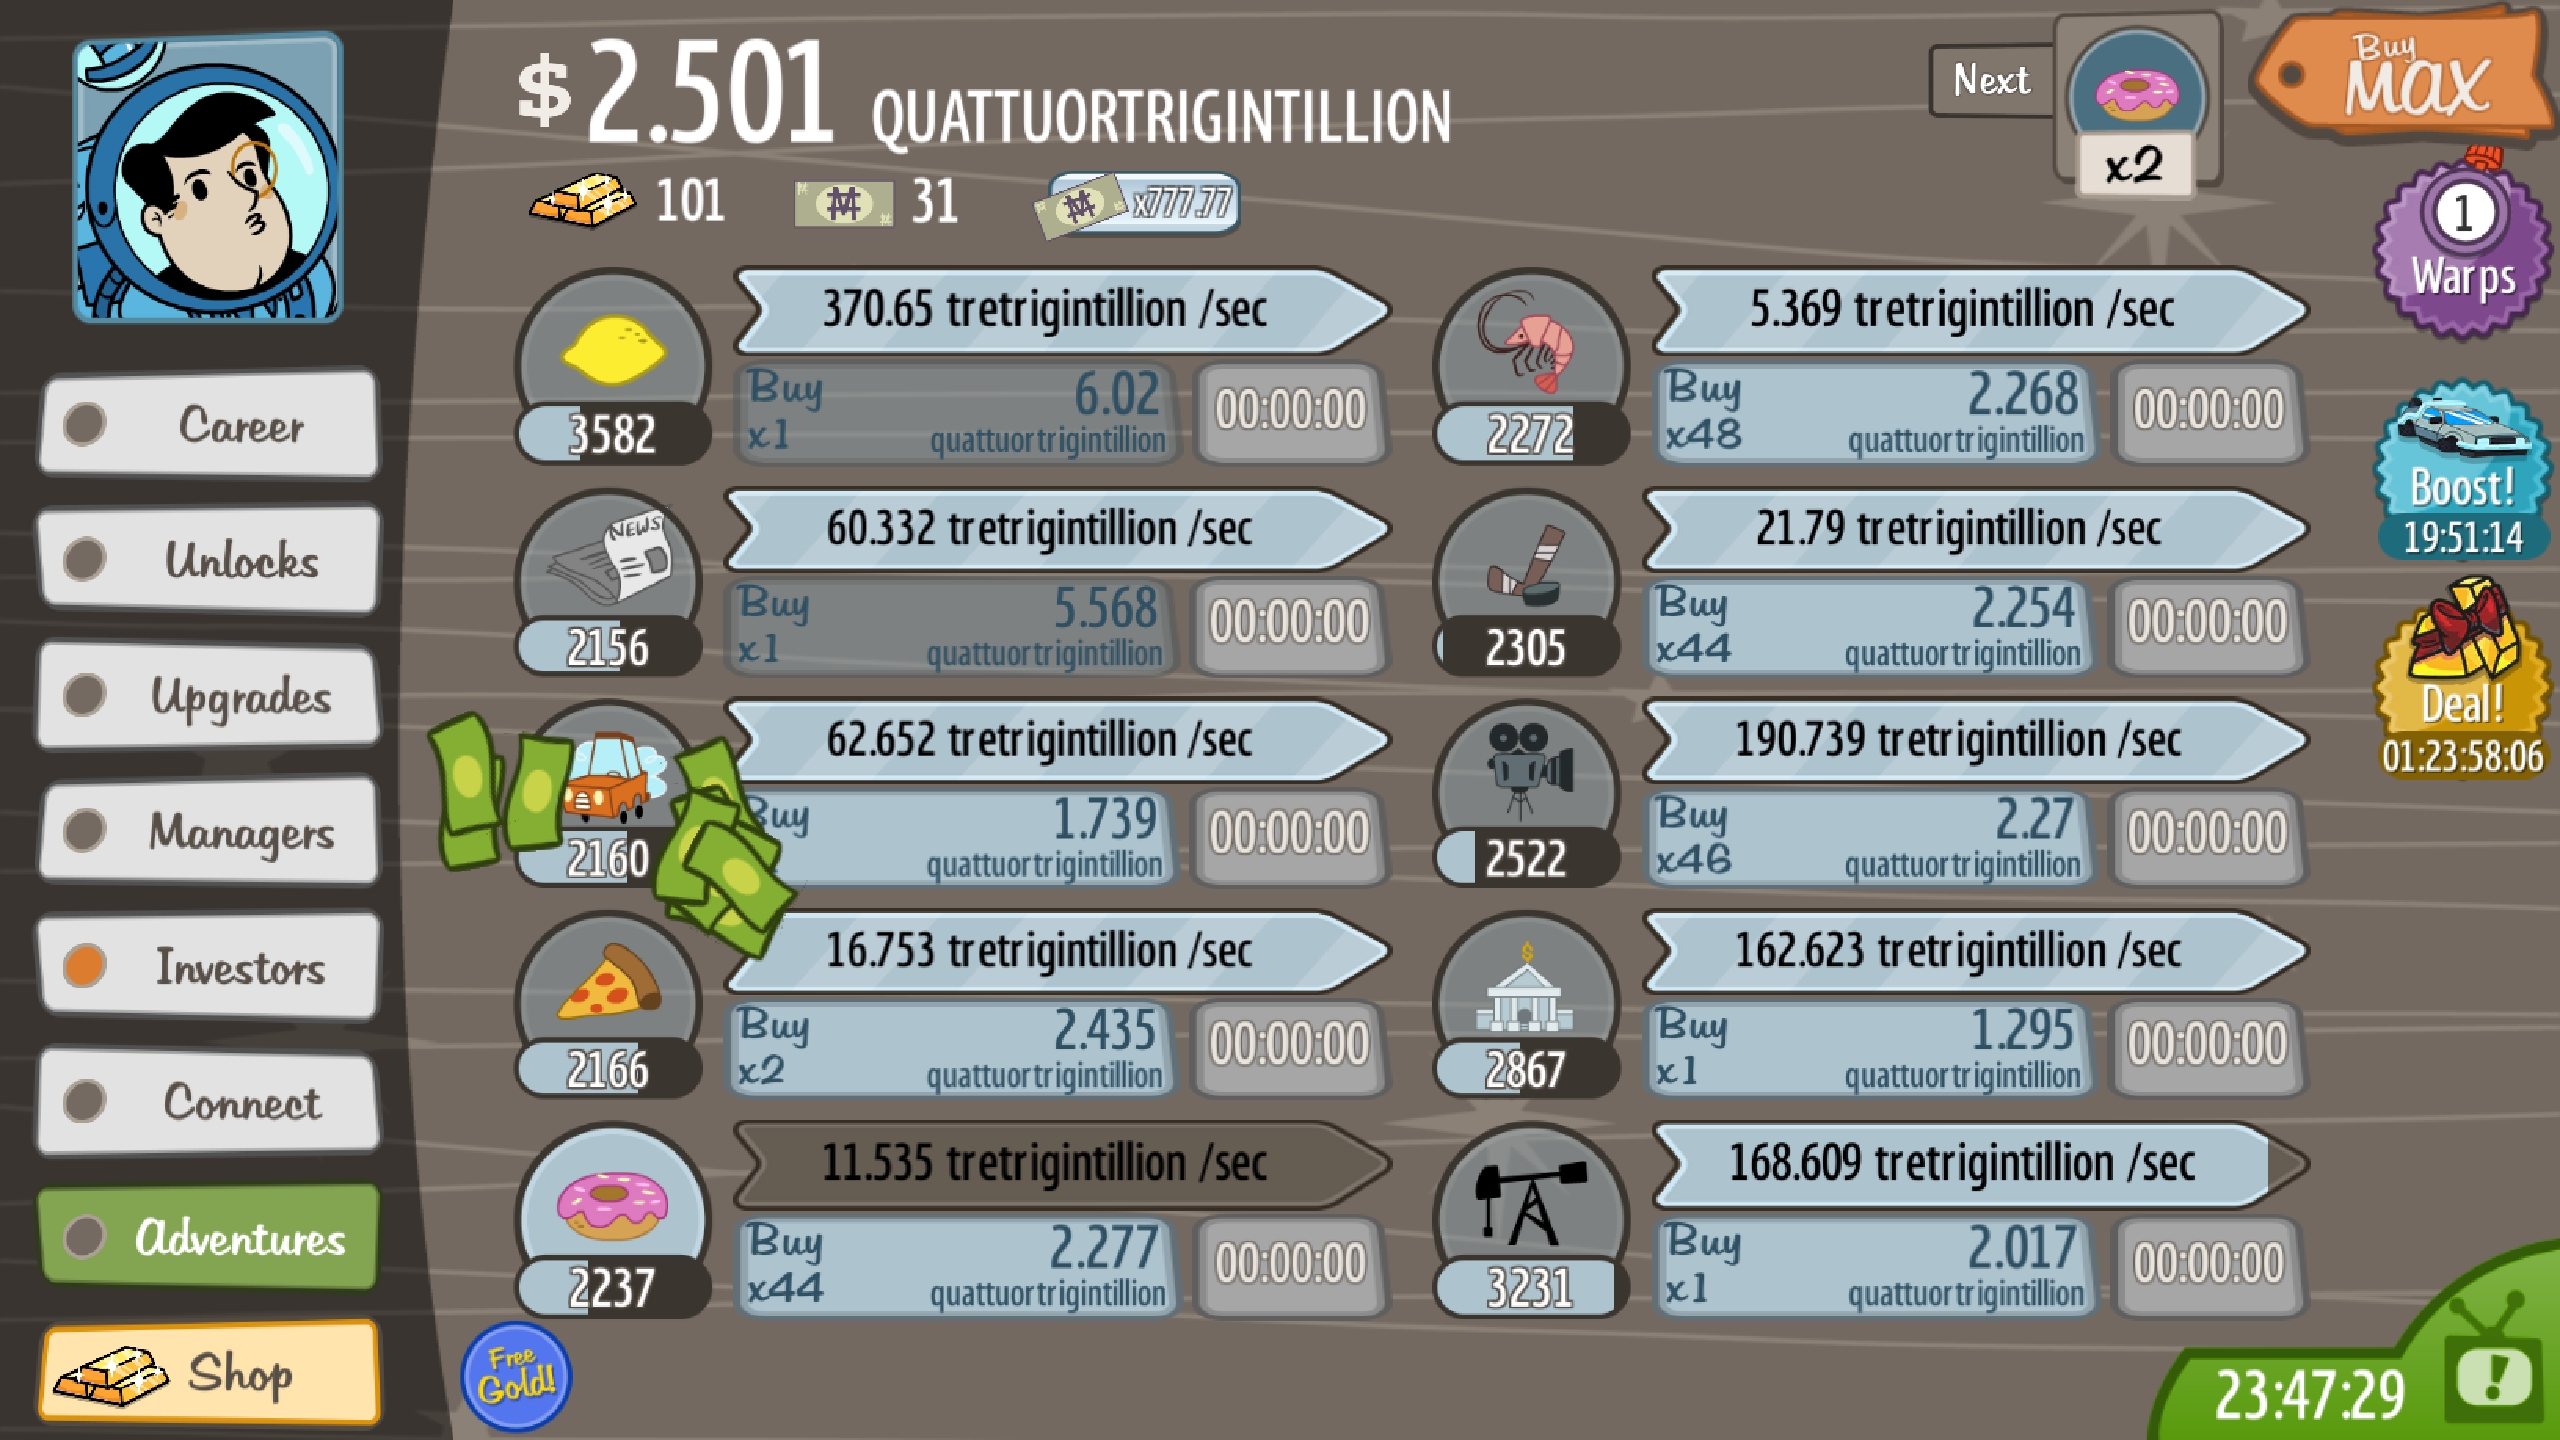 $2.501 QUATTUORTRIGINTILLION
101
31
x777.77
Next
x2
Buy
MAX
1
Warps
Boost!
19:51:14
Deal!
01:23:58:06
Career
Unlocks
Upgrades
Managers
Investors
Connect
Adventures
Shop
370.65 tretrigintillion /sec
3582
Buy
x1
6.02
quattuortrigintillion
00:00:00
NEWS
60.332 tretrigintillion /sec
2156
Buy
x1
5.568
quattuortrigintillion
00:00:00
62.652 tretrigintillion /sec
2160
Buy
1.739
quattuortrigintillion
00:00:00
16.753 tretrigintillion /sec
2166
Buy
x2
2.435
quattuortrigintillion
00:00:00
11.535 tretrigintillion /sec
2237
Buy
x44
2.277
quattuortrigintillion
00:00:00
5.369 tretrigintillion /sec
2272
Buy
x48
2.268
quattuortrigintillion
00:00:00
21.79 tretrigintillion /sec
2305
Buy
x44
2.254
quattuortrigintillion
00:00:00
190.739 tretrigintillion /sec
2522
Buy
x46
2.27
quattuortrigintillion
00:00:00
$
162.623 tretrigintillion /sec
2867
Buy
x1
1.295
quattuortrigintillion
00:00:00
168.609 tretrigintillion /sec
3231
Buy
x1
2.017
quattuortrigintillion
00:00:00
Free
Gold!
23:47:29
!